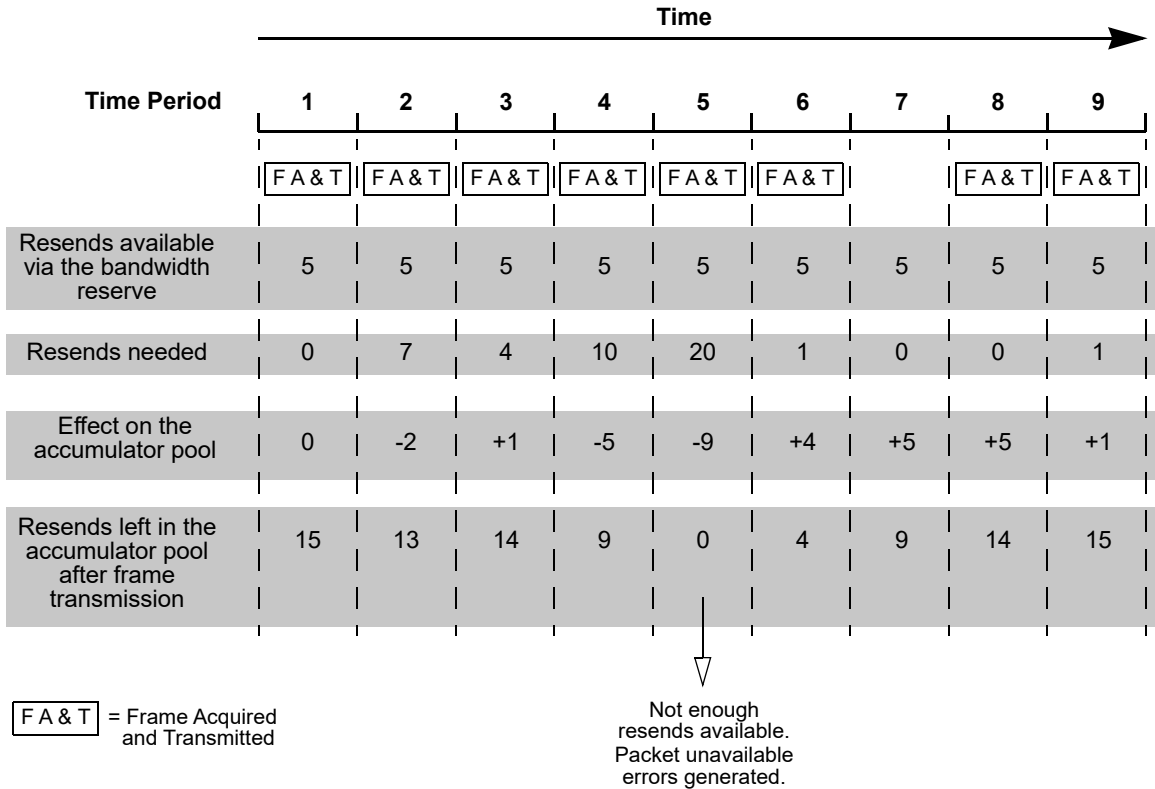 Time
Time Period 1 2 3 4 5 6 7 8 9
F A & T F A & T F A & T F A & T F A & T F A & T F A & T F A & T
Resends available
via the bandwidth
reserve
5 5 5 5 5 5 5 5 5
Resends needed 0 7 4 10 20 1 0 0 1
Effect on the
accumulator pool
0 -2 +1 -5 -9 +4 +5 +5 +1
Resends left in the
accumulator pool
after frame
transmission
15 13 14 9 0 4 9 14 15
F A & T = Frame Acquired
and Transmitted
Not enough
resends available.
Packet unavailable
errors generated.